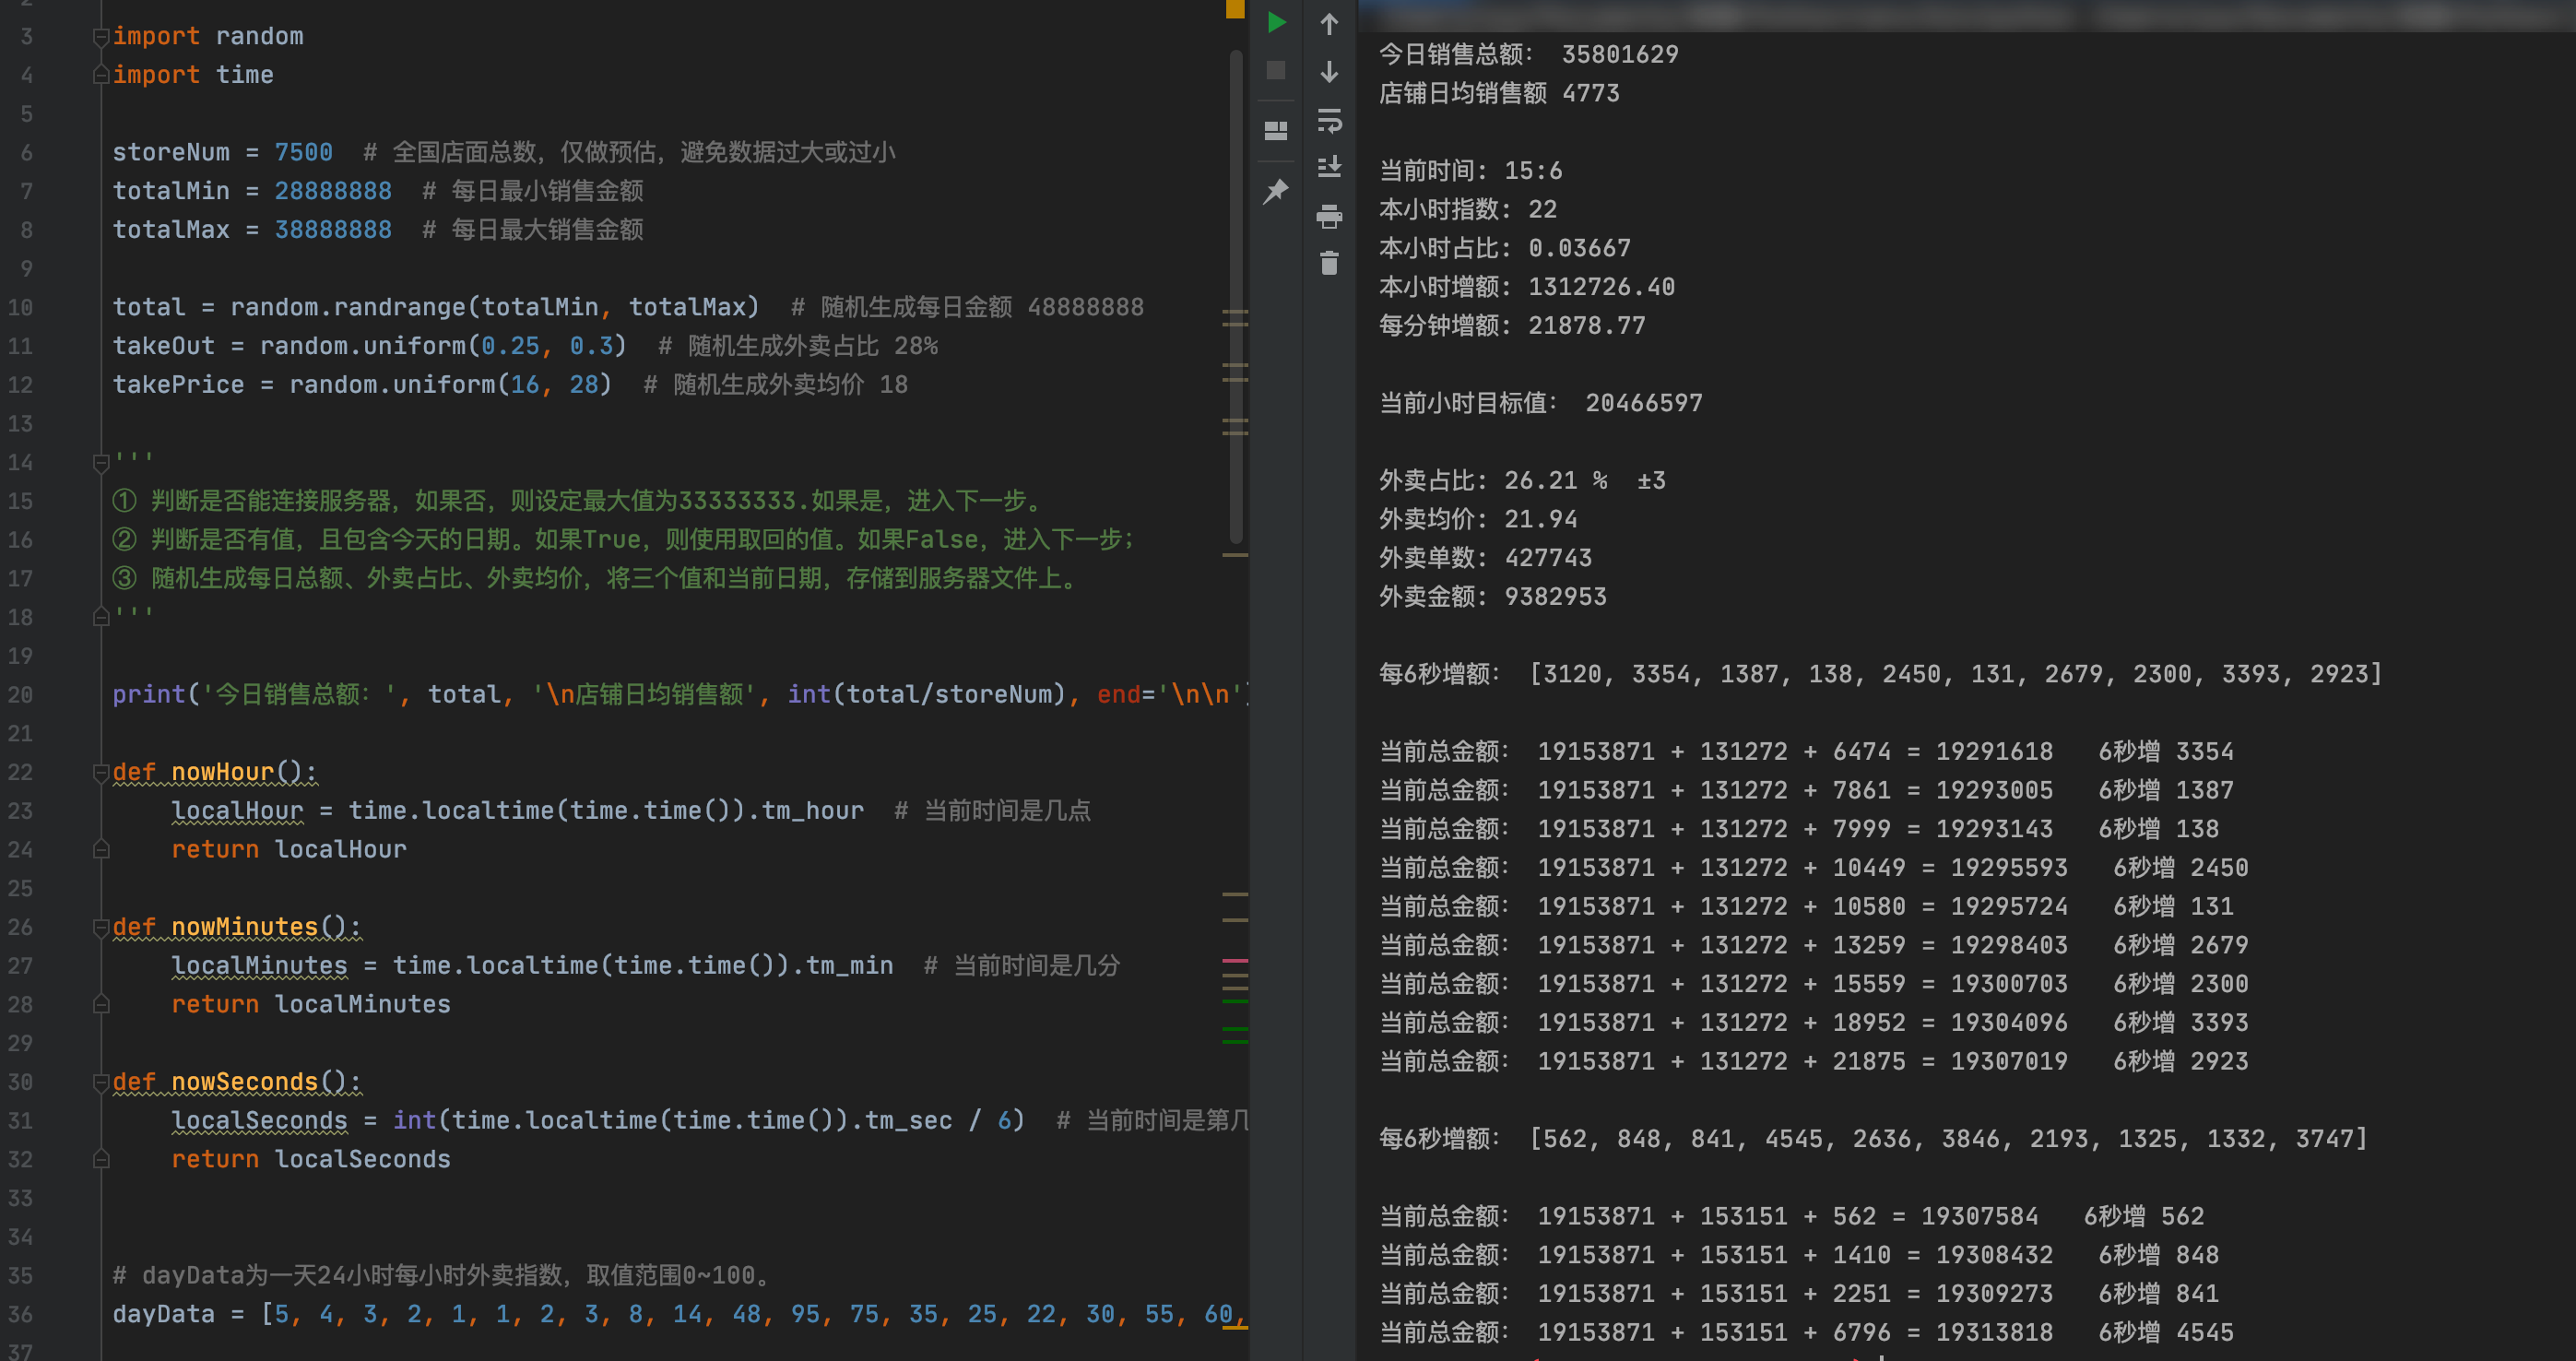 3 import random
4 import time
5
6 storeNum = 7500  # 全国店面总数，仅做预估，避免数据过大或过小
7 totalMin = 28888888  # 每日最小销售金额
8 totalMax = 38888888  # 每日最大销售金额
9
10 total = random.randrange(totalMin, totalMax)  # 随机生成每日金额 48888888
11 takeOut = random.uniform(0.25, 0.3)  # 随机生成外卖占比 28%
12 takePrice = random.uniform(16, 28)  # 随机生成外卖均价 18
13
14 '''
15 ① 判断是否能连接服务器，如果否，则设定最大值为33333333.如果是，进入下一步。
16 ② 判断是否有值，且包含今天的日期。如果True，则使用取回的值。如果False，进入下一步；
17 ③ 随机生成每日总额、外卖占比、外卖均价，将三个值和当前日期，存储到服务器文件上。
18 '''
19
20 print('今日销售总额：', total, '\n店铺日均销售额', int(total/storeNum), end='\n\n')
21
22 def nowHour():
23     localHour = time.localtime(time.time()).tm_hour  # 当前时间是几点
24     return localHour
25
26 def nowMinutes():
27     localMinutes = time.localtime(time.time()).tm_min  # 当前时间是几分
28     return localMinutes
29
30 def nowSeconds():
31     localSeconds = int(time.localtime(time.time()).tm_sec / 6)  # 当前时间是第几
32     return localSeconds
33
34
35 # dayData为一天24小时每小时外卖指数，取值范围0~100。
36 dayData = [5, 4, 3, 2, 1, 1, 2, 3, 8, 14, 48, 95, 75, 35, 25, 22, 30, 55, 60,
37
今日销售总额： 35801629
店铺日均销售额 4773
当前时间: 15:6
本小时指数: 22
本小时占比: 0.03667
本小时增额: 1312726.40
每分钟增额: 21878.77
当前小时目标值： 20466597
外卖占比: 26.21 %  ±3
外卖均价: 21.94
外卖单数: 427743
外卖金额: 9382953
每6秒增额： [3120, 3354, 1387, 138, 2450, 131, 2679, 2300, 3393, 2923]
当前总金额： 19153871 + 131272 + 6474 = 19291618   6秒增 3354
当前总金额： 19153871 + 131272 + 7861 = 19293005   6秒增 1387
当前总金额： 19153871 + 131272 + 7999 = 19293143   6秒增 138
当前总金额： 19153871 + 131272 + 10449 = 19295593   6秒增 2450
当前总金额： 19153871 + 131272 + 10580 = 19295724   6秒增 131
当前总金额： 19153871 + 131272 + 13259 = 19298403   6秒增 2679
当前总金额： 19153871 + 131272 + 15559 = 19300703   6秒增 2300
当前总金额： 19153871 + 131272 + 18952 = 19304096   6秒增 3393
当前总金额： 19153871 + 131272 + 21875 = 19307019   6秒增 2923
每6秒增额： [562, 848, 841, 4545, 2636, 3846, 2193, 1325, 1332, 3747]
当前总金额： 19153871 + 153151 + 562 = 19307584   6秒增 562
当前总金额： 19153871 + 153151 + 1410 = 19308432   6秒增 848
当前总金额： 19153871 + 153151 + 2251 = 19309273   6秒增 841
当前总金额： 19153871 + 153151 + 6796 = 19313818   6秒增 4545